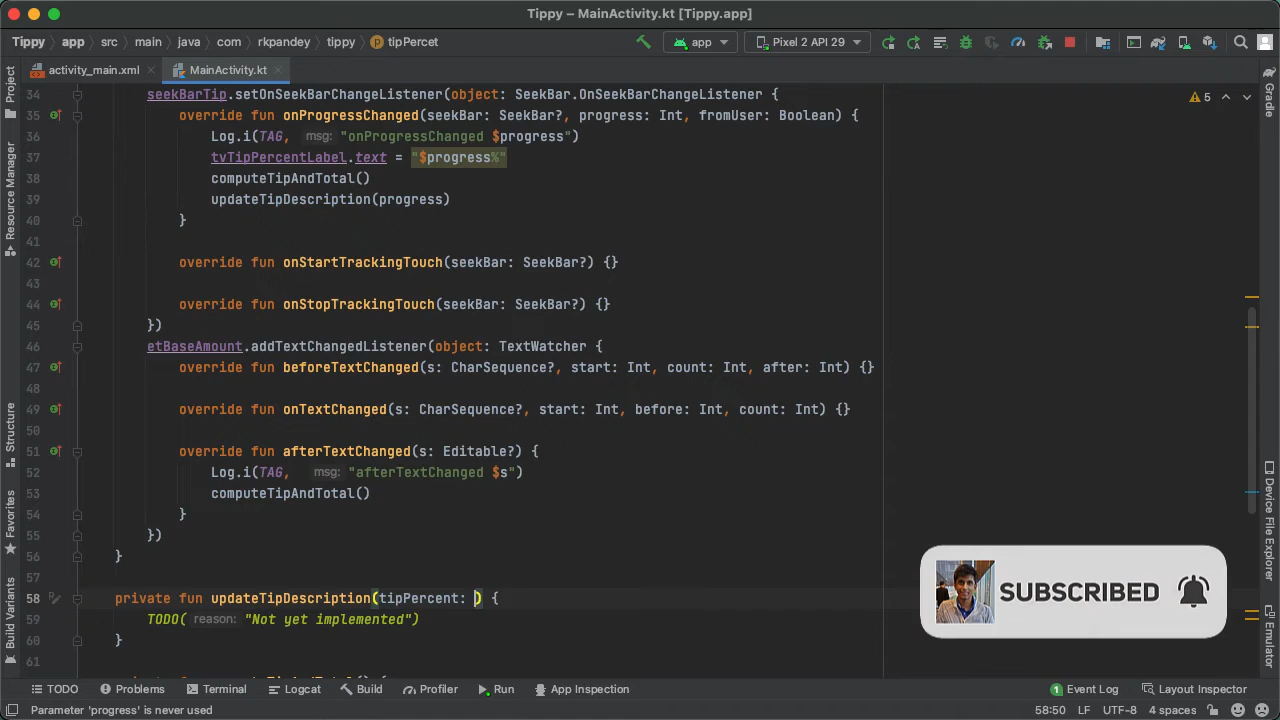 Tippy – MainActivity.kt [Tippy.app]
Tippy app src main java com rkpandey tippy tipPercet app Pixel 2 API 29
activity_main.xml MainActivity.kt
Project
Resource Manager
Structure
Favorites
Build Variants
34 seekBarTip.setOnSeekBarChangeListener(object: SeekBar.OnSeekBarChangeListener {
35 override fun onProgressChanged(seekBar: SeekBar?, progress: Int, fromUser: Boolean) {
36 Log.i(TAG, msg: "onProgressChanged $progress")
37 tvTipPercentLabel.text = "$progress%"
38 computeTipAndTotal()
39 updateTipDescription(progress)
40 }
41
42 override fun onStartTrackingTouch(seekBar: SeekBar?) {}
43
44 override fun onStopTrackingTouch(seekBar: SeekBar?) {}
45 })
46 etBaseAmount.addTextChangedListener(object: TextWatcher {
47 override fun beforeTextChanged(s: CharSequence?, start: Int, count: Int, after: Int) {}
48
49 override fun onTextChanged(s: CharSequence?, start: Int, before: Int, count: Int) {}
50
51 override fun afterTextChanged(s: Editable?) {
52 Log.i(TAG, msg: "afterTextChanged $s")
53 computeTipAndTotal()
54 }
55 })
56 }
57
58 private fun updateTipDescription(tipPercent: ) {
59 TODO( reason: "Not yet implemented")
60 }
61
5
Gradle
Device File Explorer
Emulator
SUBSCRIBED
TODO Problems Terminal Logcat Build Profiler Run App Inspection 1 Event Log Layout Inspector
Parameter 'progress' is never used 58:50 LF UTF-8 4 spaces